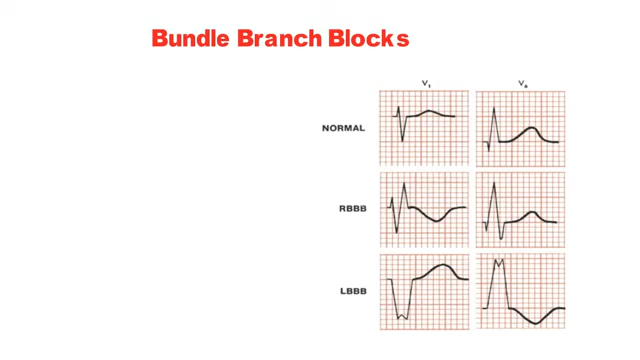 Bundle Branch Blocks
V₁ V₆
NORMAL
RBBB
LBBB